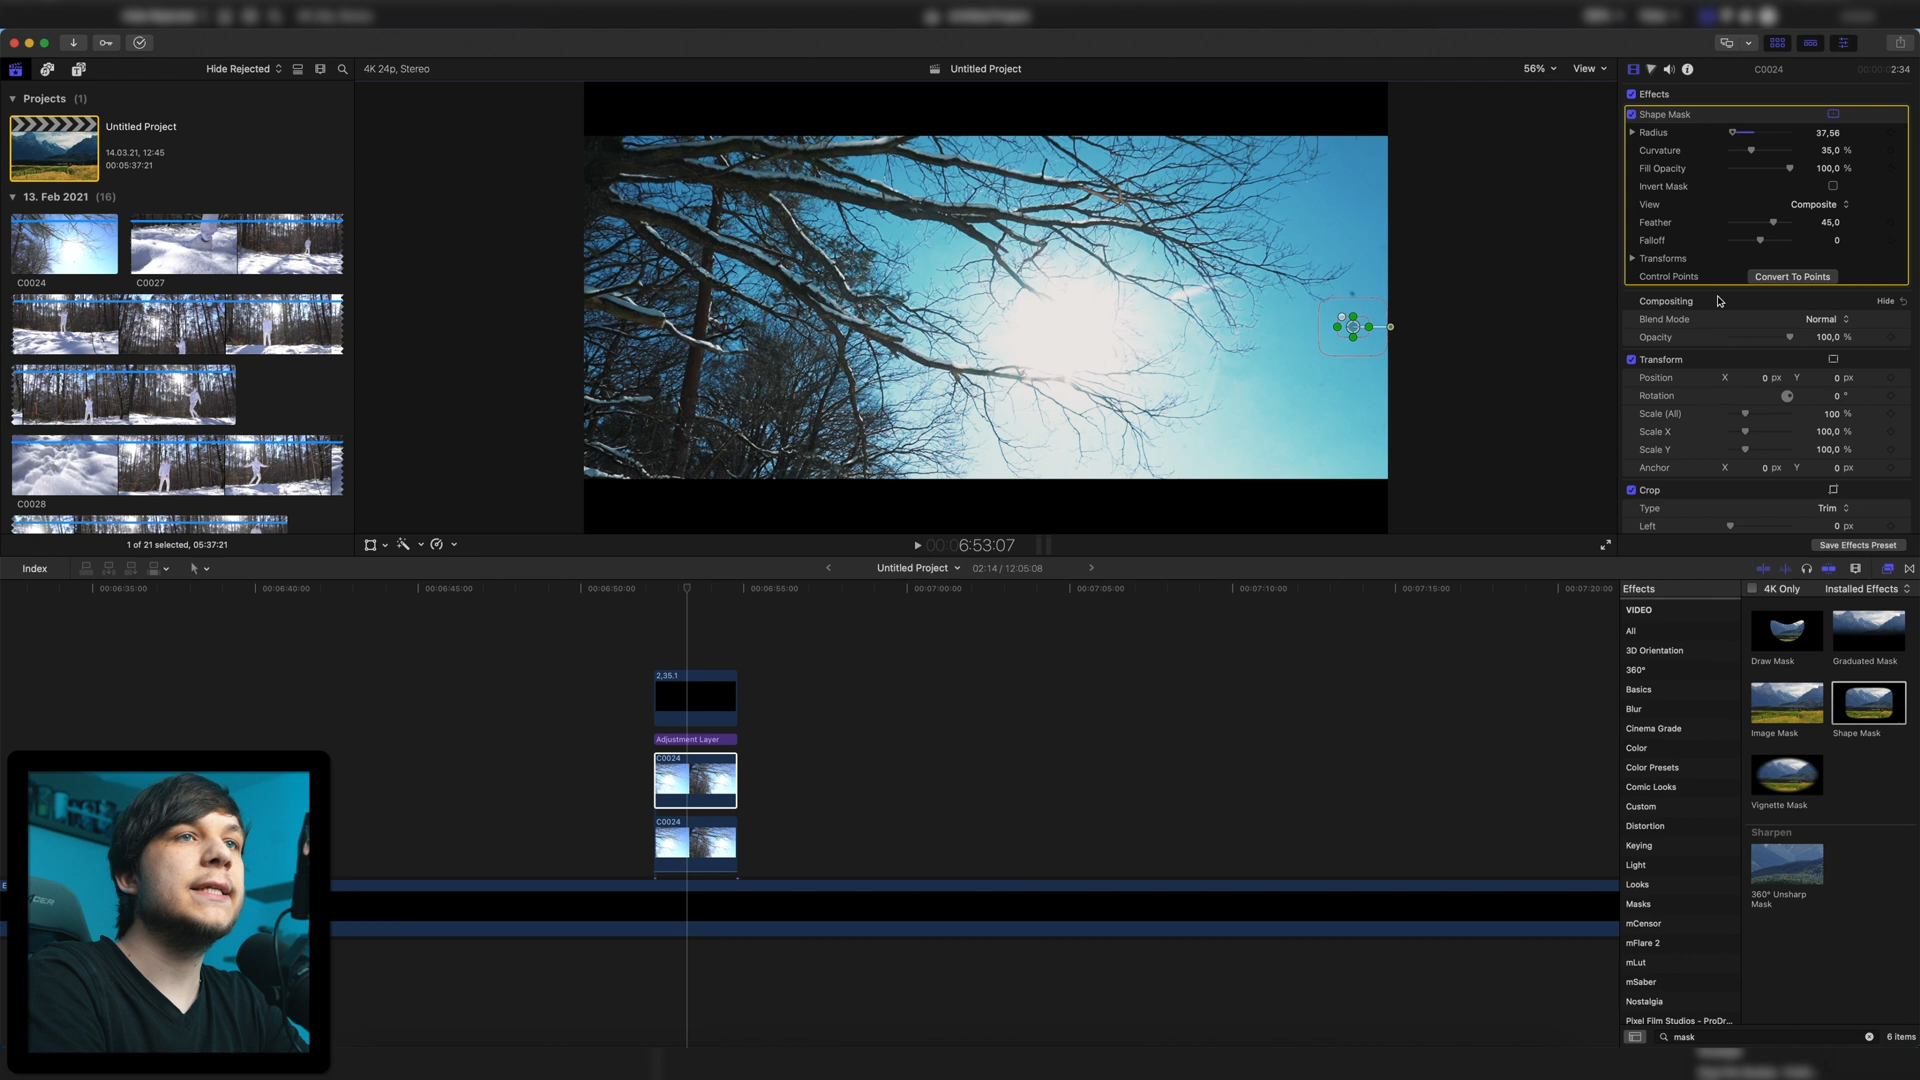 Hide Rejected
4K 24p, Stereo
Untitled Project
56%
View
C0024
2:34
Projects (1)
Untitled Project
14.03.21, 12:45
00:05:37:21
13. Feb 2021 (16)
C0024
C0027
C0028
1 of 21 selected, 05:37:21
6:53:07
Effects
Shape Mask
Radius 37,56
Curvature 35,0 %
Fill Opacity 100,0 %
Invert Mask
View Composite
Feather 45,0
Falloff 0
Transforms
Control Points Convert To Points
Compositing Hide
Blend Mode Normal
Opacity 100,0 %
Transform
Position X 0 px Y 0 px
Rotation 0 °
Scale (All) 100 %
Scale X 100,0 %
Scale Y 100,0 %
Anchor X 0 px Y 0 px
Crop
Type Trim
Left 0 px
Save Effects Preset
Index
Untitled Project
02:14 / 12:05:08
00:06:35:00
00:06:40:00
00:06:45:00
00:06:50:00
00:06:55:00
00:07:00:00
00:07:05:00
00:07:10:00
00:07:15:00
00:07:20:00
2,35.1
Adjustment Layer
C0024
C0024
Effects
4K Only
Installed Effects
VIDEO
All
3D Orientation
360°
Basics
Blur
Cinema Grade
Color
Color Presets
Comic Looks
Custom
Distortion
Keying
Light
Looks
Masks
mCensor
mFlare 2
mLut
mSaber
Nostalgia
Pixel Film Studios - ProDr...
Draw Mask
Graduated Mask
Image Mask
Shape Mask
Vignette Mask
Sharpen
360° Unsharp
Mask
mask
6 items